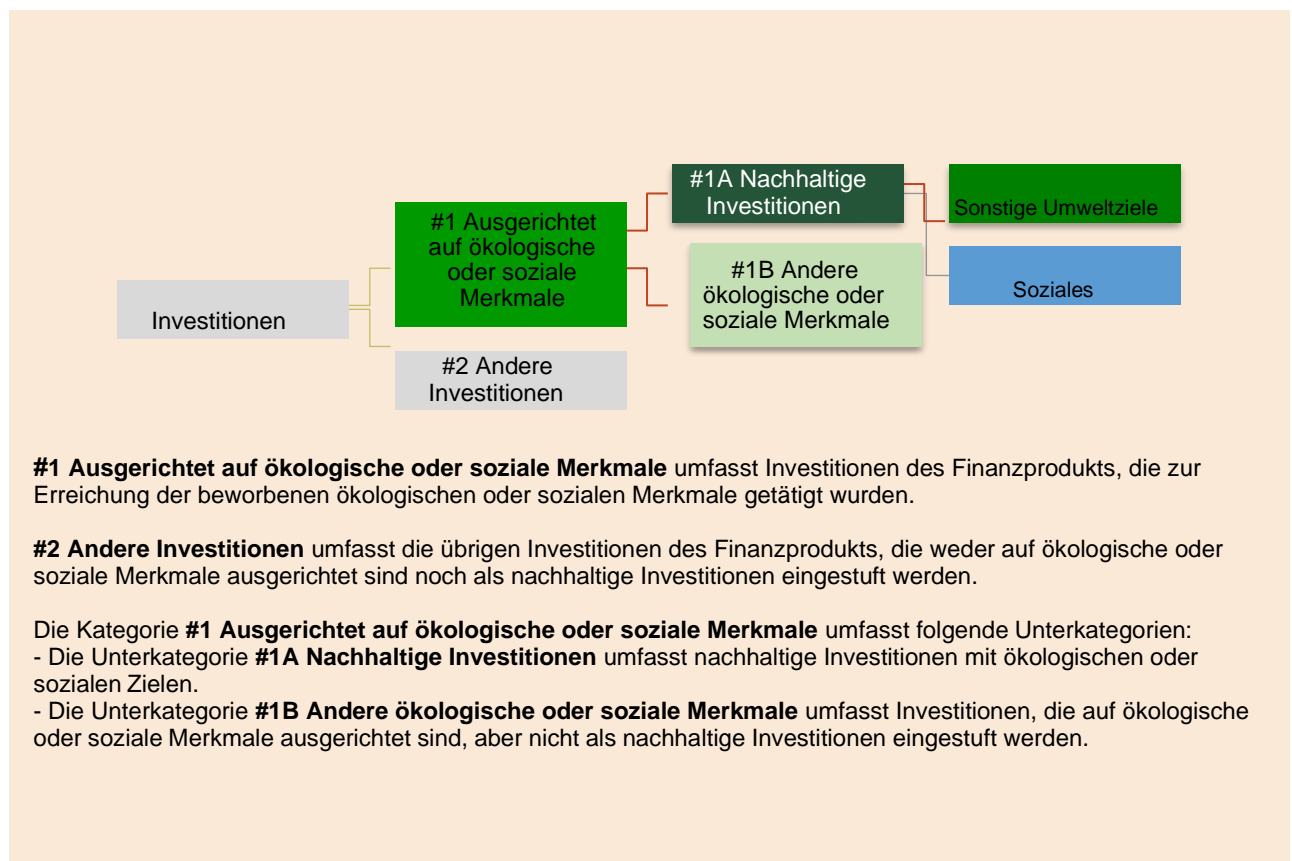 #1A Nachhaltige
Investitionen
Sonstige Umweltziele
#1 Ausgerichtet
auf ökologische
oder soziale
Merkmale
#1B Andere
ökologische oder
soziale Merkmale
Soziales
Investitionen
#2 Andere
Investitionen
#1 Ausgerichtet auf ökologische oder soziale Merkmale umfasst Investitionen des Finanzprodukts, die zur
Erreichung der beworbenen ökologischen oder sozialen Merkmale getätigt wurden.
#2 Andere Investitionen umfasst die übrigen Investitionen des Finanzprodukts, die weder auf ökologische oder
soziale Merkmale ausgerichtet sind noch als nachhaltige Investitionen eingestuft werden.
Die Kategorie #1 Ausgerichtet auf ökologische oder soziale Merkmale umfasst folgende Unterkategorien:
- Die Unterkategorie #1A Nachhaltige Investitionen umfasst nachhaltige Investitionen mit ökologischen oder
sozialen Zielen.
- Die Unterkategorie #1B Andere ökologische oder soziale Merkmale umfasst Investitionen, die auf ökologische
oder soziale Merkmale ausgerichtet sind, aber nicht als nachhaltige Investitionen eingestuft werden.